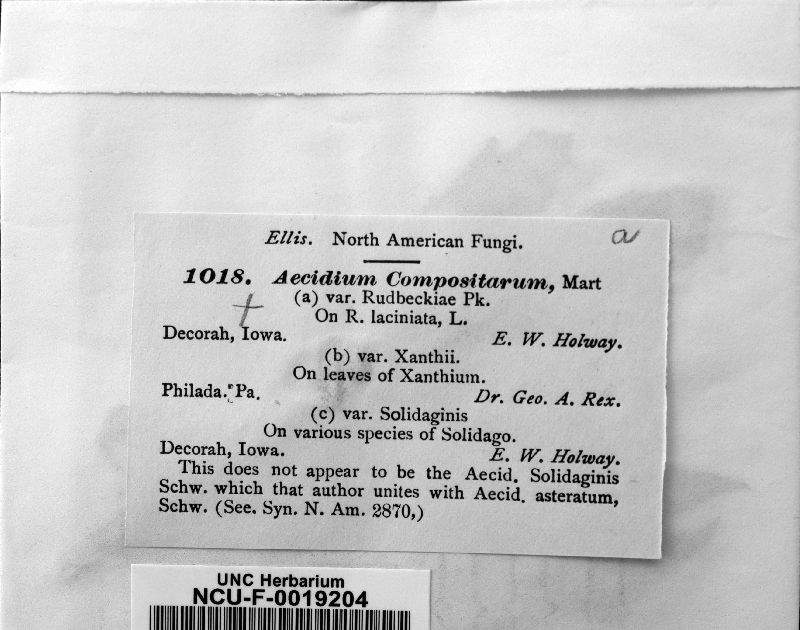 Ellis. North American Fungi.
a
1018. Aecidium Compositarum, Mart
(a) var. Rudbeckiae Pk.
On R. laciniata, L.
Decorah, Iowa. E. W. Holway.
(b) var. Xanthii.
On leaves of Xanthium.
Philada. Pa. Dr. Geo. A. Rex.
(c) var. Solidaginis
On various species of Solidago.
Decorah, Iowa. E. W. Holway.
This does not appear to be the Aecid. Solidaginis
Schw. which that author unites with Aecid. asteratum,
Schw. (See. Syn. N. Am. 2870,)
UNC Herbarium
NCU-F-0019204